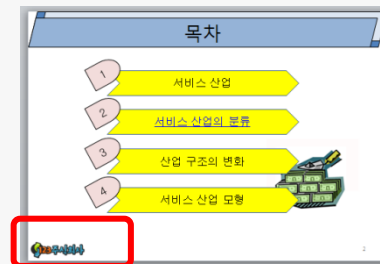 목차
1
서비스 산업
2
서비스 산업의 분류
3
산업 구조의 변화
4
서비스 산업 모형
2